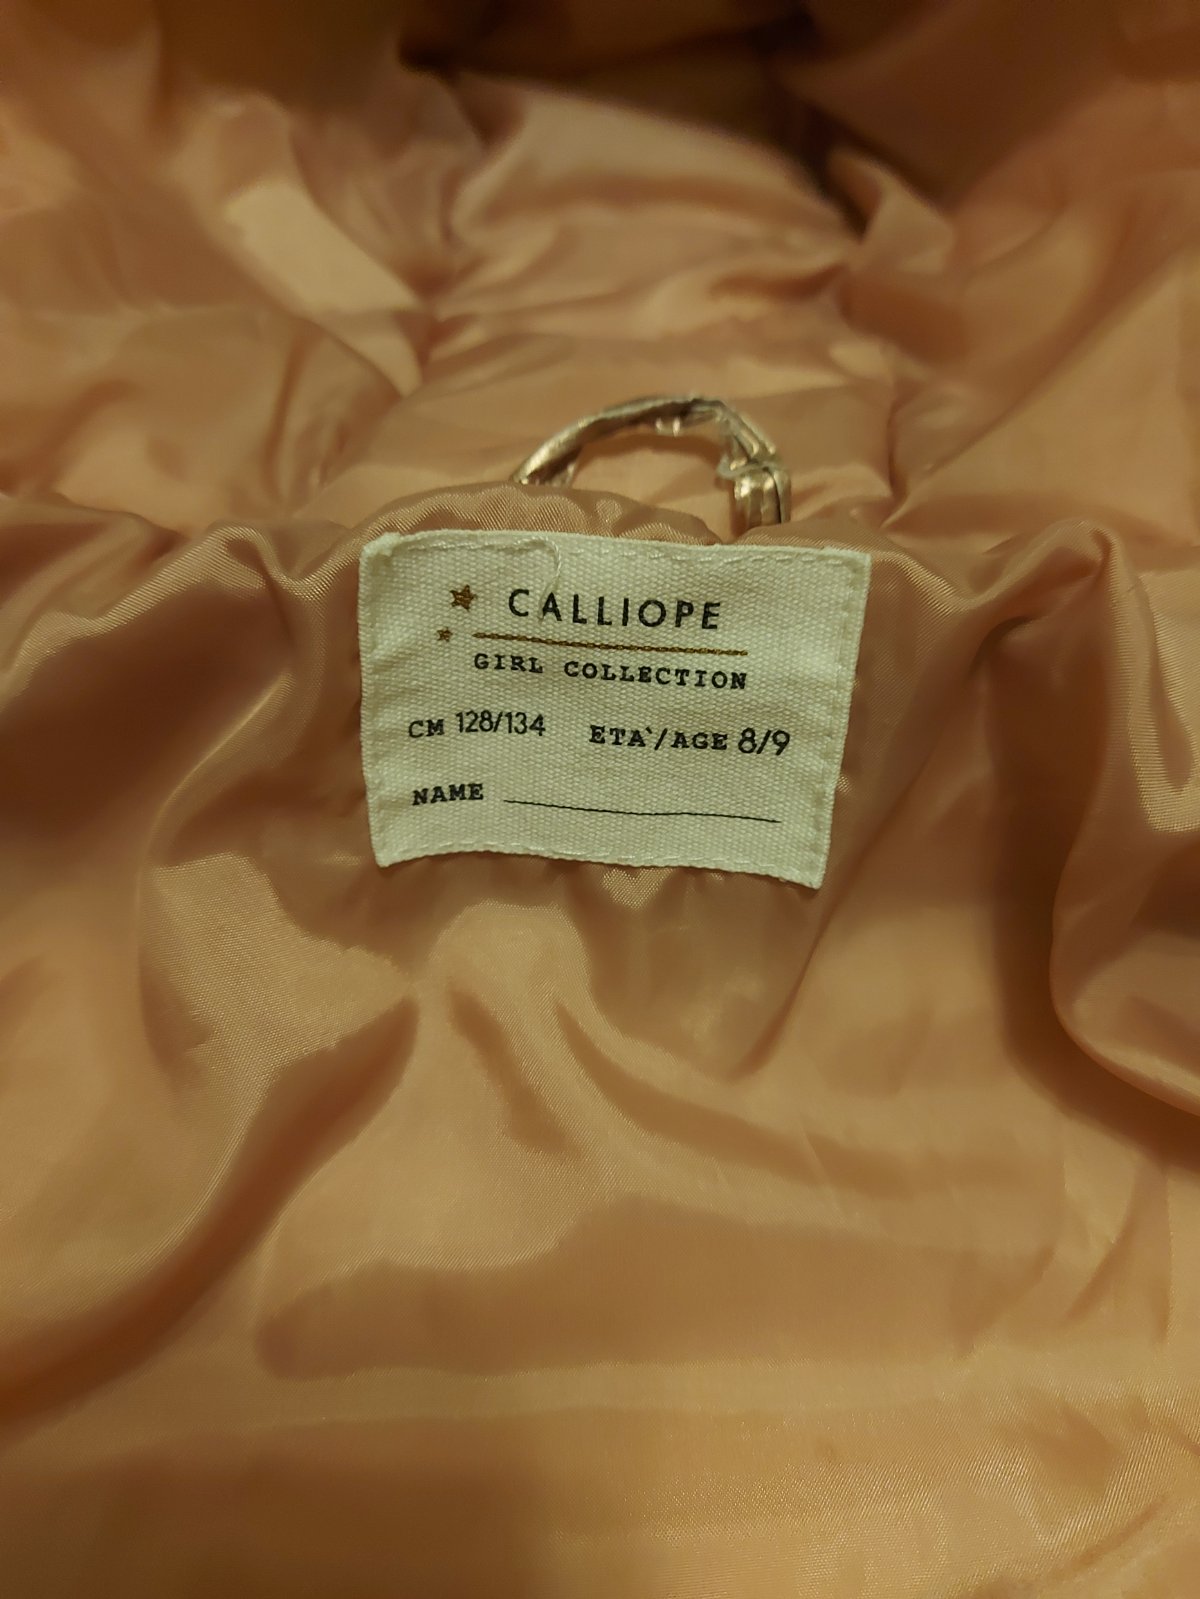 CALLIOPE
GIRL COLLECTION
CM 128/134 ETA`/AGE 8/9
NAME